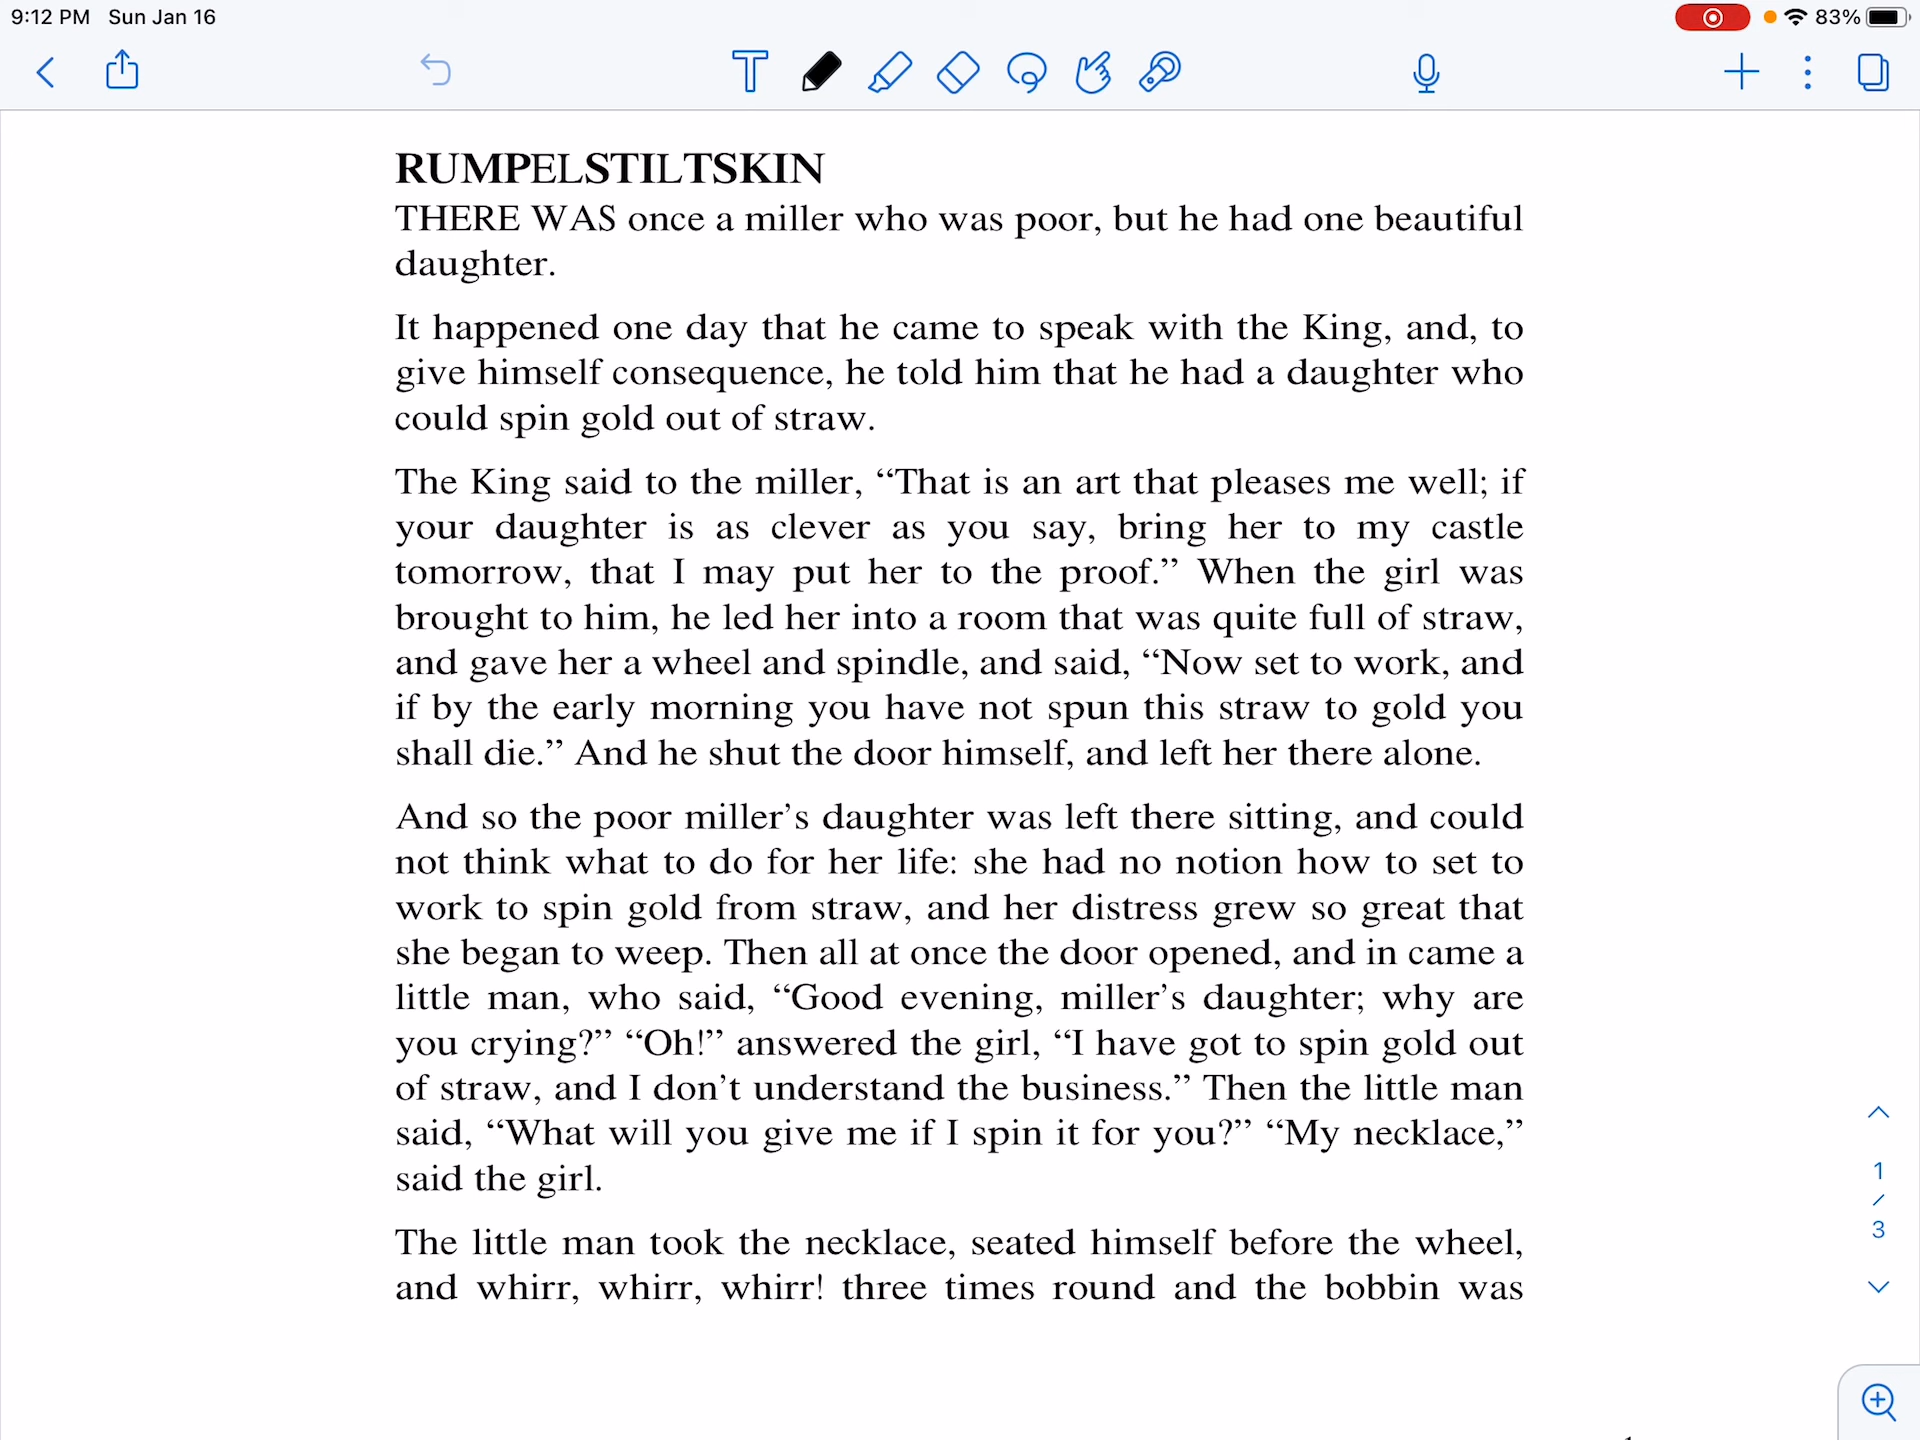 9:12 PM Sun Jan 16
83%
RUMPELSTILTSKIN
THERE WAS once a miller who was poor, but he had one beautiful
daughter.
It happened one day that he came to speak with the King, and, to
give himself consequence, he told him that he had a daughter who
could spin gold out of straw.
The King said to the miller, “That is an art that pleases me well; if
your daughter is as clever as you say, bring her to my castle
tomorrow, that I may put her to the proof.” When the girl was
brought to him, he led her into a room that was quite full of straw,
and gave her a wheel and spindle, and said, “Now set to work, and
if by the early morning you have not spun this straw to gold you
shall die.” And he shut the door himself, and left her there alone.
And so the poor miller’s daughter was left there sitting, and could
not think what to do for her life: she had no notion how to set to
work to spin gold from straw, and her distress grew so great that
she began to weep. Then all at once the door opened, and in came a
little man, who said, “Good evening, miller’s daughter; why are
you crying?” “Oh!” answered the girl, “I have got to spin gold out
of straw, and I don’t understand the business.” Then the little man
said, “What will you give me if I spin it for you?” “My necklace,”
said the girl.
The little man took the necklace, seated himself before the wheel,
and whirr, whirr, whirr! three times round and the bobbin was
1
/
3